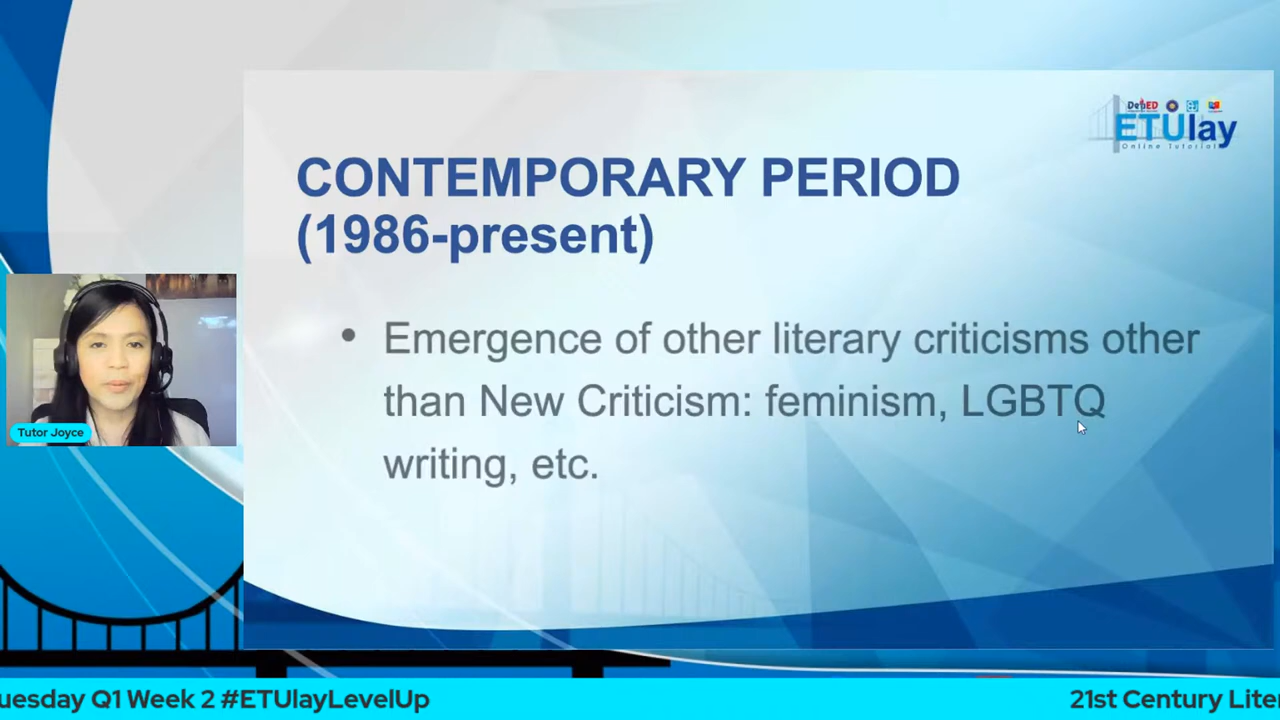 DepED
ETUlay
Online Tutorial
CONTEMPORARY PERIOD
(1986-present)
• Emergence of other literary criticisms other
than New Criticism: feminism, LGBTQ
writing, etc.
Tutor Joyce
uesday Q1 Week 2 #ETUlayLevelUp
21st Century Liter